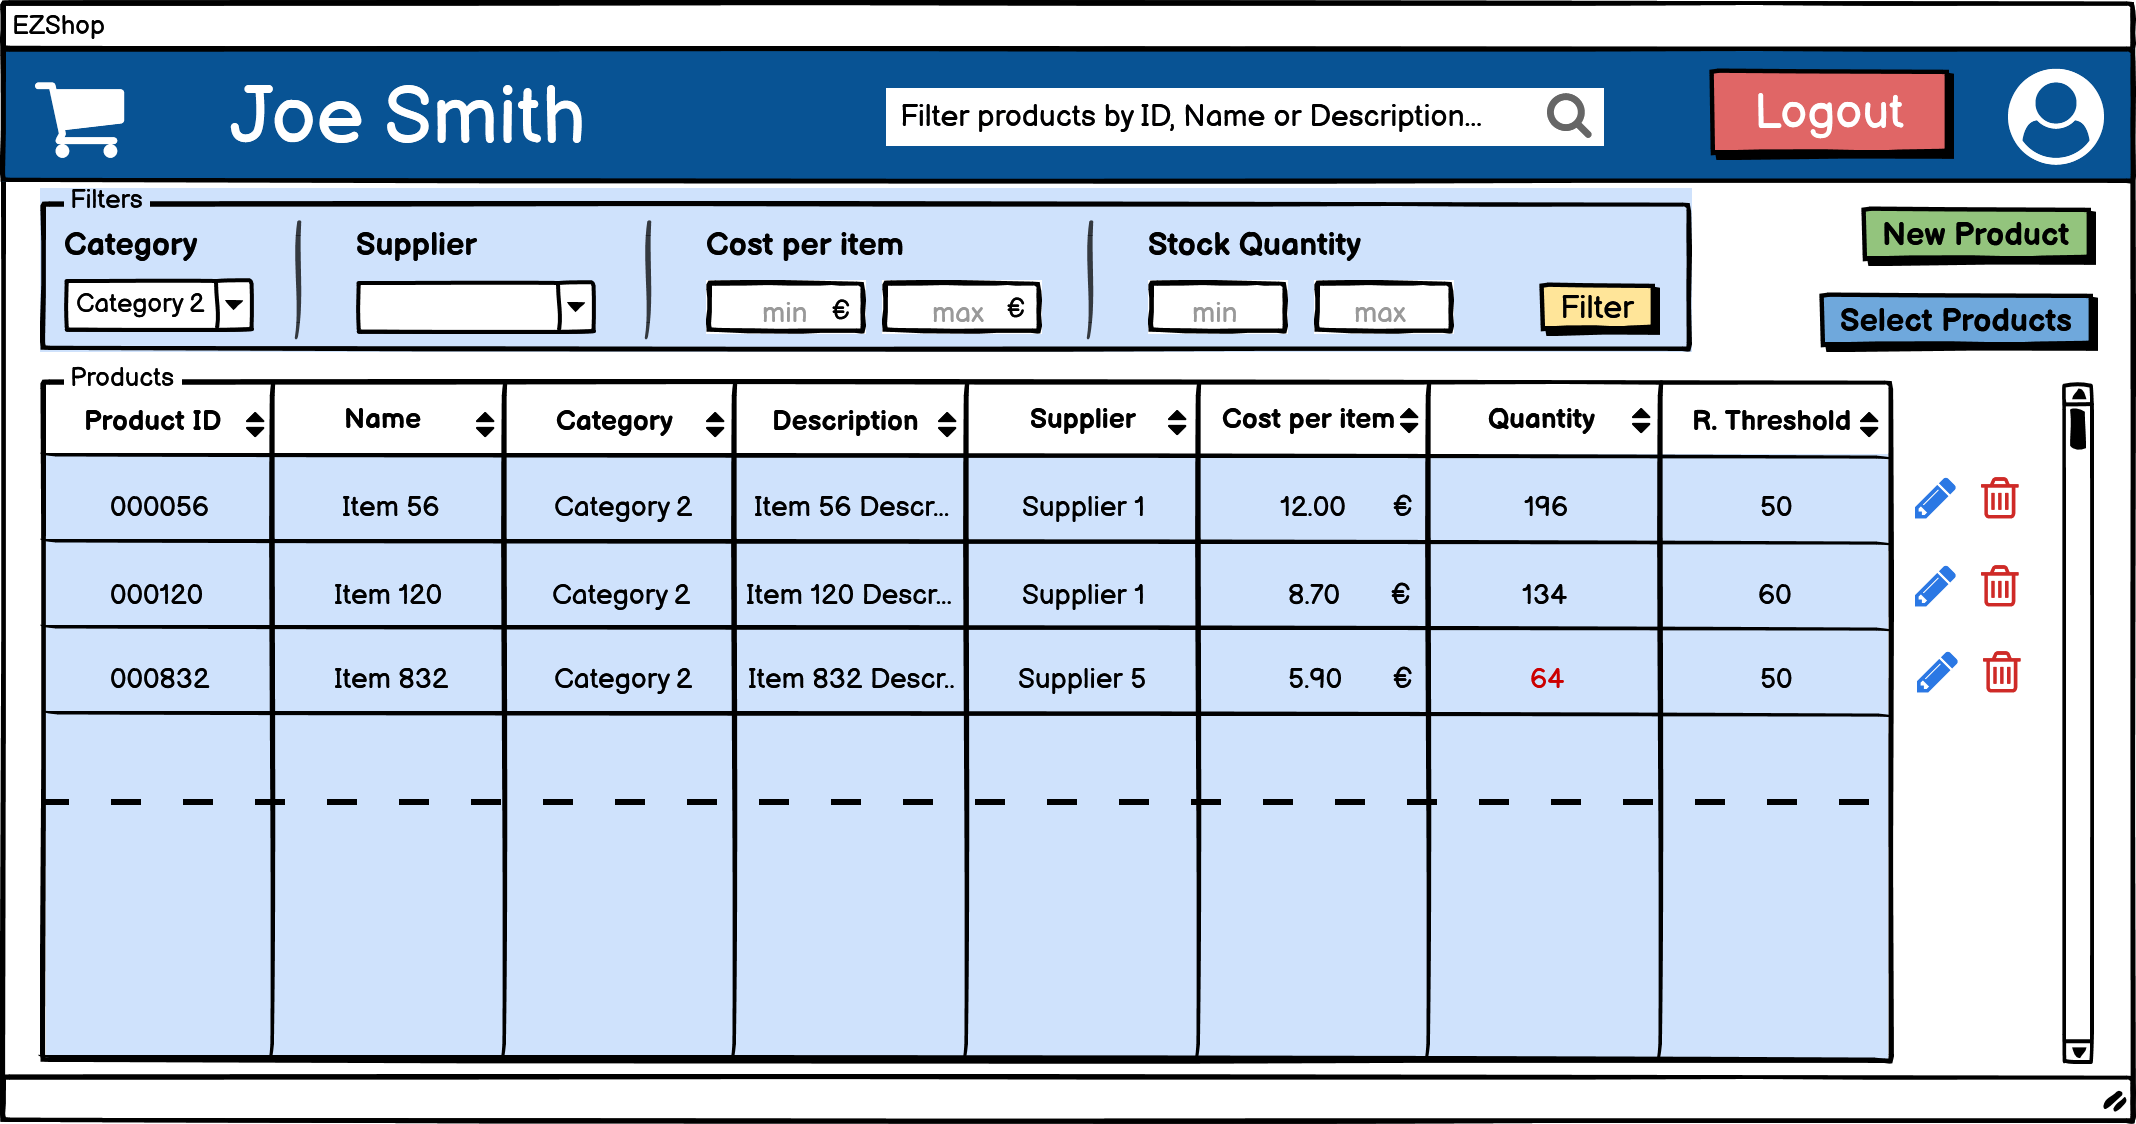 EZShop
Joe Smith
Filter products by ID, Name or Description...
Logout
Filters
Category
Supplier
Cost per item
Stock Quantity
New Product
Category 2
min €
max €
min
max
Filter
Select Products
Products
Product ID Name Category Description Supplier Cost per item Quantity R. Threshold
000056 Item 56 Category 2 Item 56 Descr... Supplier 1 12.00 € 196 50
000120 Item 120 Category 2 Item 120 Descr... Supplier 1 8.70 € 134 60
000832 Item 832 Category 2 Item 832 Descr.. Supplier 5 5.90 € 64 50